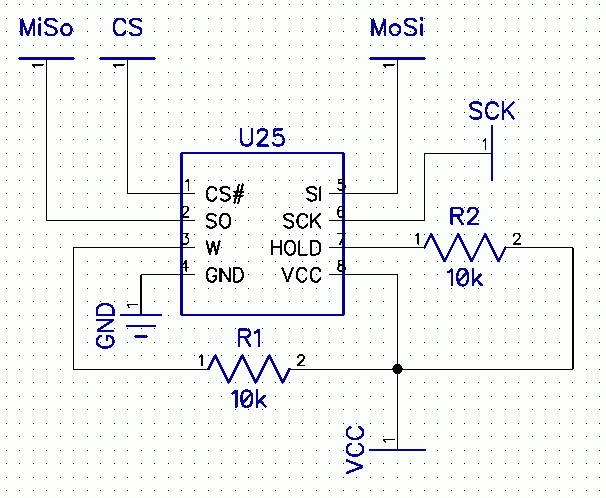 MiSo CS MoSi
1 1 1
SCK
1
U25
1 CS# SI 5
2 SO SCK 6
3 W HOLD 7
4 GND VCC 8
R2
1 2
10k
GND 1
R1
1 2
10k
VCC 1